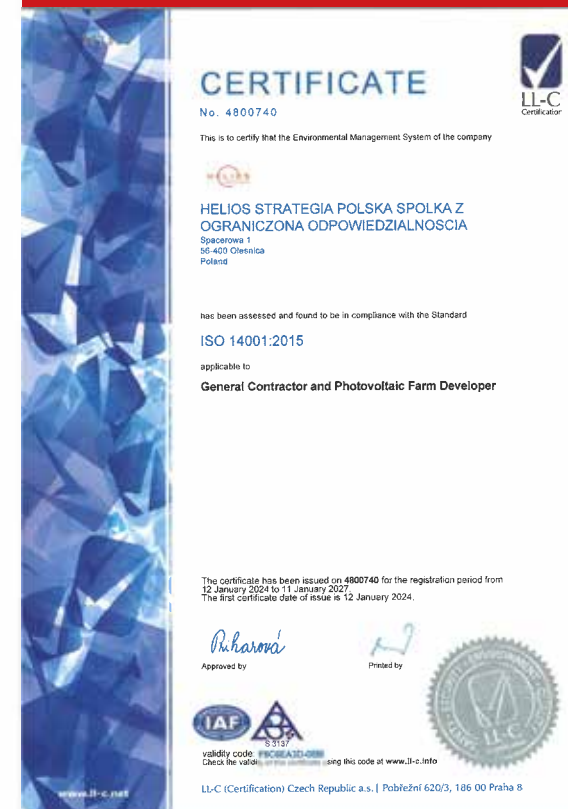 CERTIFICATE
No. 4800740
LL-C
Certification
This is to certify that the Environmental Management System of the company
HELIOS
HELIOS STRATEGIA POLSKA SPOLKA Z
OGRANICZONA ODPOWIEDZIALNOSCIA
Spacerowa 1
56-400 Olesnica
Poland
has been assessed and found to be in compliance with the Standard
ISO 14001:2015
applicable to
General Contractor and Photovoltaic Farm Developer
The certificate has been issued on 4800740 for the registration period from
12 January 2024 to 11 January 2027.
The first certificate date of issue is 12 January 2024.
Approved by
Printed by
IAF
S 3137
validity code:
Check the using this code at www.ll-c.info
www.ll-c.net
LL-C (Certification) Czech Republic a.s. | Pobřežní 620/3, 186 00 Praha 8